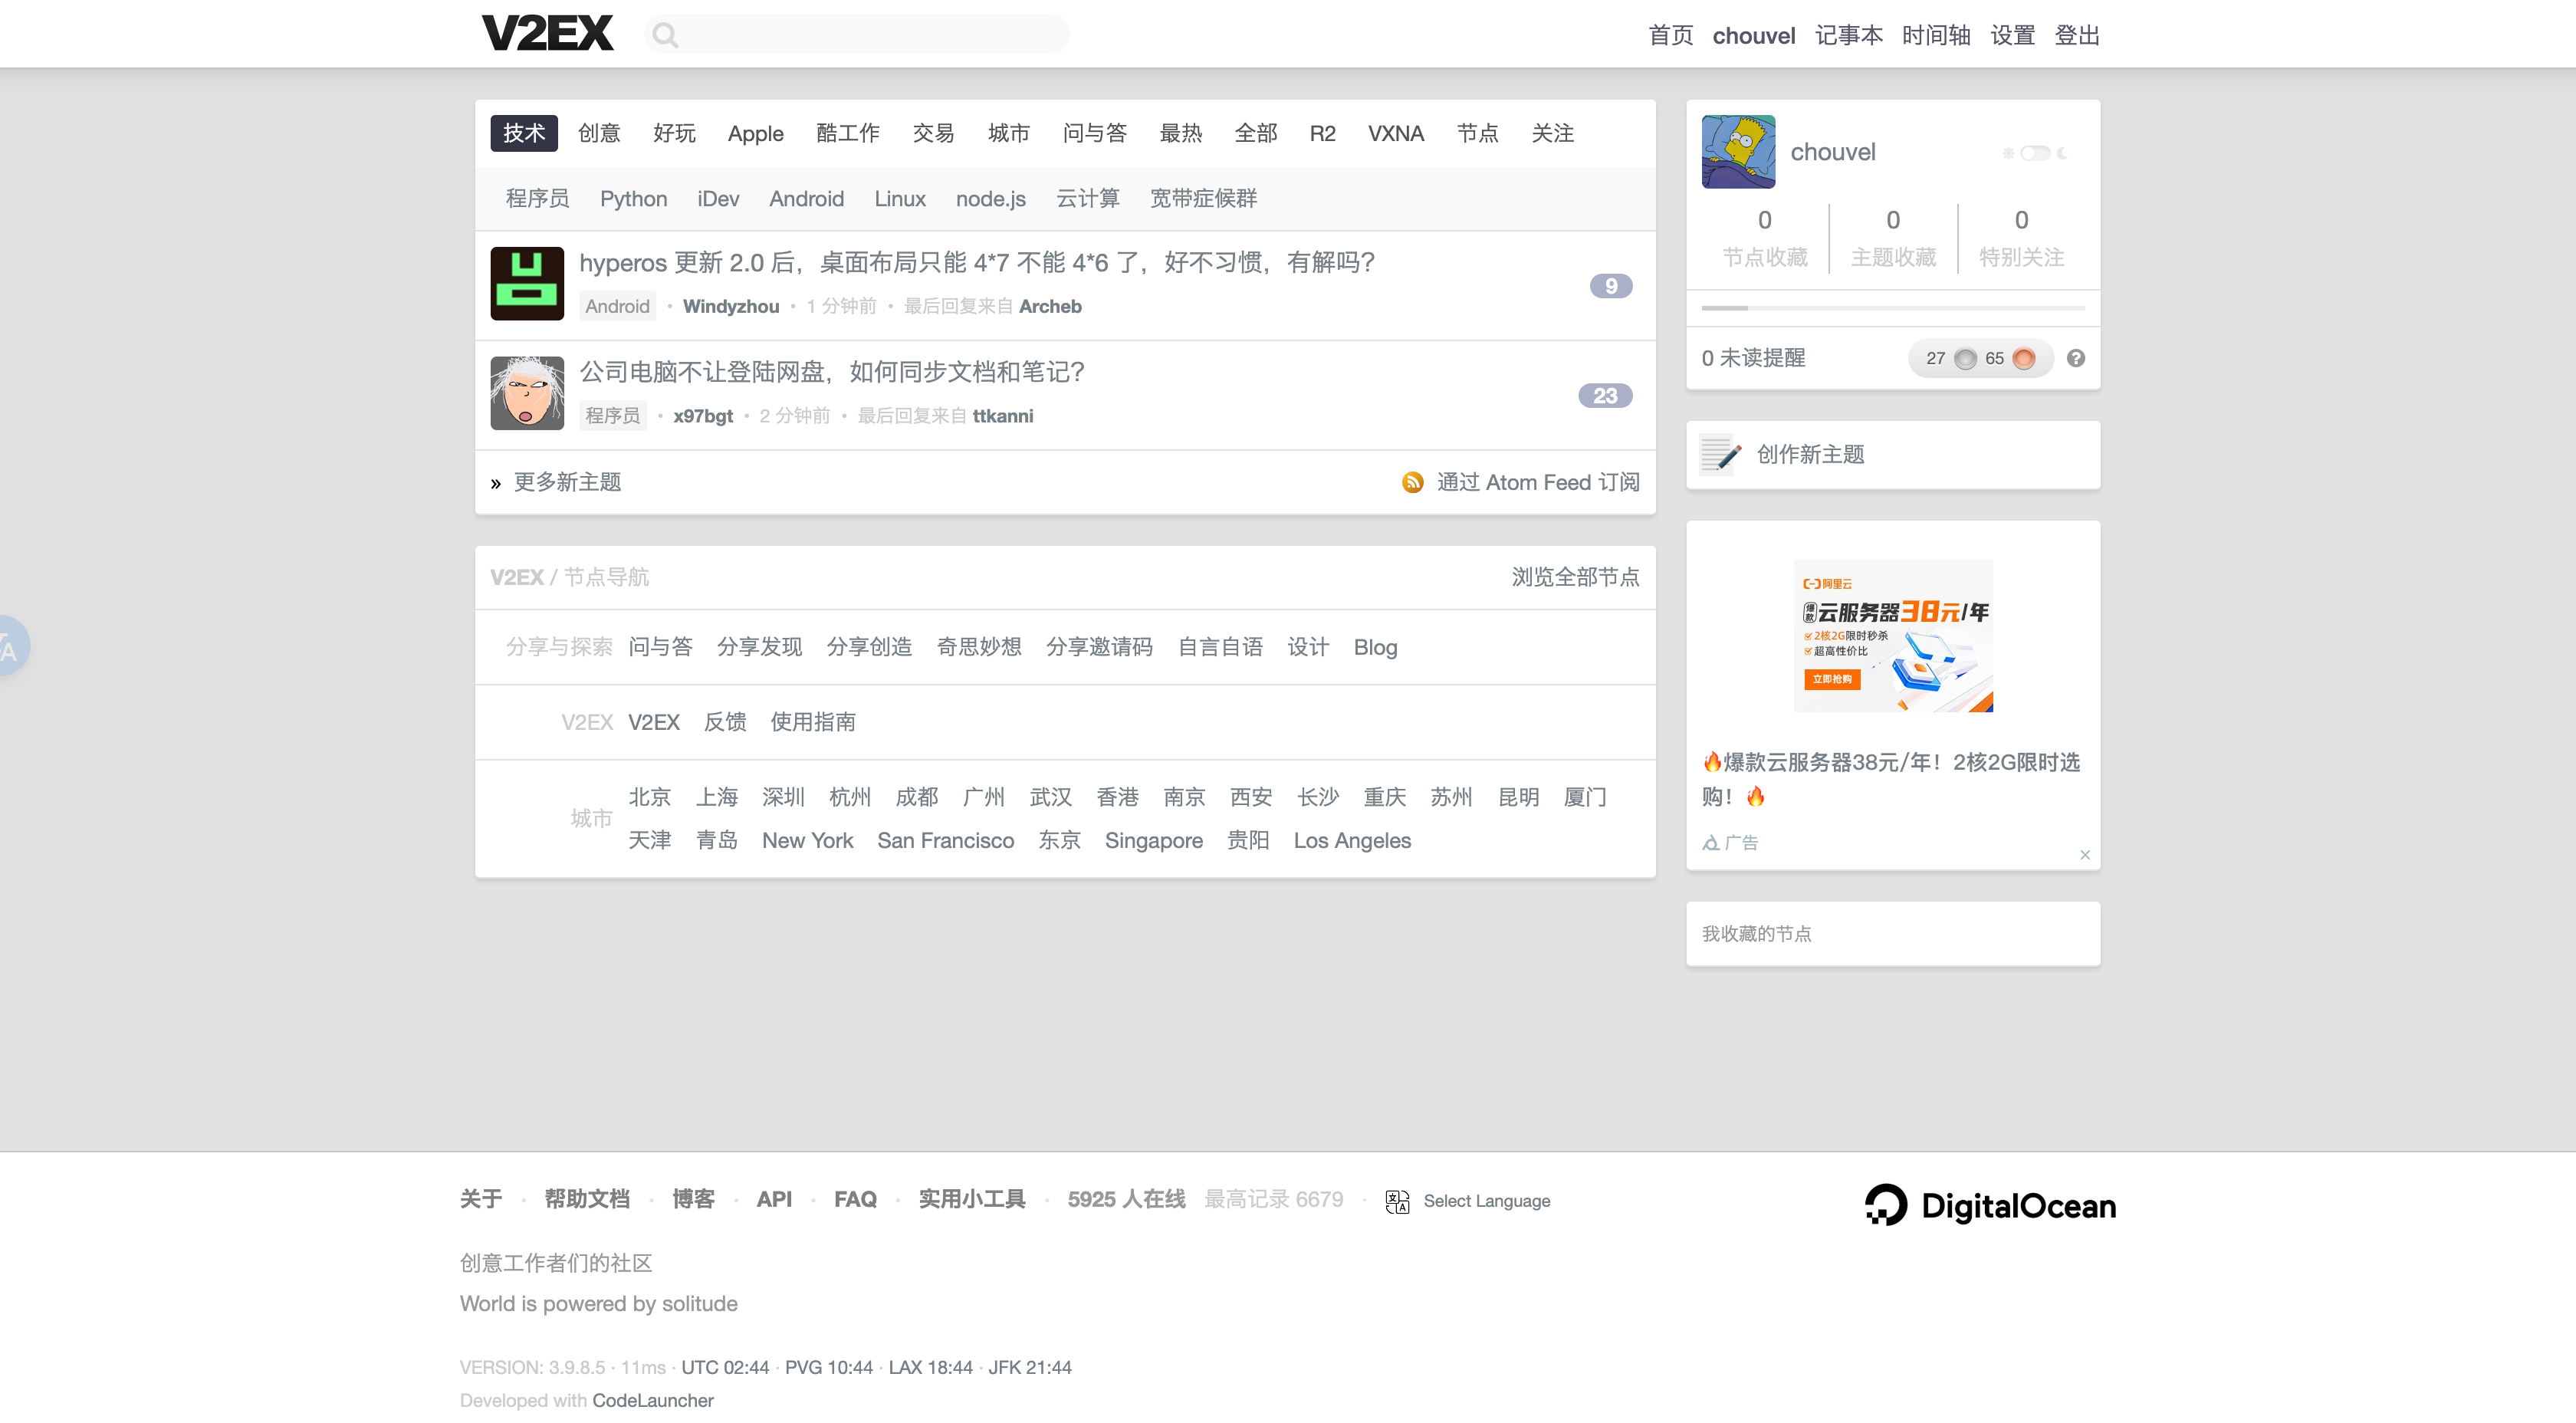 V2EX
首页 chouvel 记事本 时间轴 设置 登出
技术 创意 好玩 Apple 酷工作 交易 城市 问与答 最热 全部 R2 VXNA 节点 关注
程序员 Python iDev Android Linux node.js 云计算 宽带症候群
hyperos 更新 2.0 后，桌面布局只能 4*7 不能 4*6 了，好不习惯，有解吗？
9
Android • Windyzhou • 1 分钟前 • 最后回复来自 Archeb
公司电脑不让登陆网盘，如何同步文档和笔记？
23
程序员 • x97bgt • 2 分钟前 • 最后回复来自 ttkanni
» 更多新主题
通过 Atom Feed 订阅
V2EX / 节点导航
浏览全部节点
分享与探索 问与答 分享发现 分享创造 奇思妙想 分享邀请码 自言自语 设计 Blog
V2EX V2EX 反馈 使用指南
城市
北京 上海 深圳 杭州 成都 广州 武汉 香港 南京 西安 长沙 重庆 苏州 昆明 厦门
天津 青岛 New York San Francisco 东京 Singapore 贵阳 Los Angeles
chouvel
0 0 0
节点收藏 主题收藏 特别关注
0 未读提醒
27 65 ?
创作新主题
阿里云
爆款云服务器38元/年
2核2G限时秒杀
超高性价比
立即抢购
🔥爆款云服务器38元/年！2核2G限时选
购！🔥
广告
×
我收藏的节点
关于 · 帮助文档 · 博客 · API · FAQ · 实用小工具 · 5925 人在线 最高记录 6679 · Select Language
DigitalOcean
创意工作者们的社区
World is powered by solitude
VERSION: 3.9.8.5 · 11ms · UTC 02:44 · PVG 10:44 · LAX 18:44 · JFK 21:44
Developed with CodeLauncher